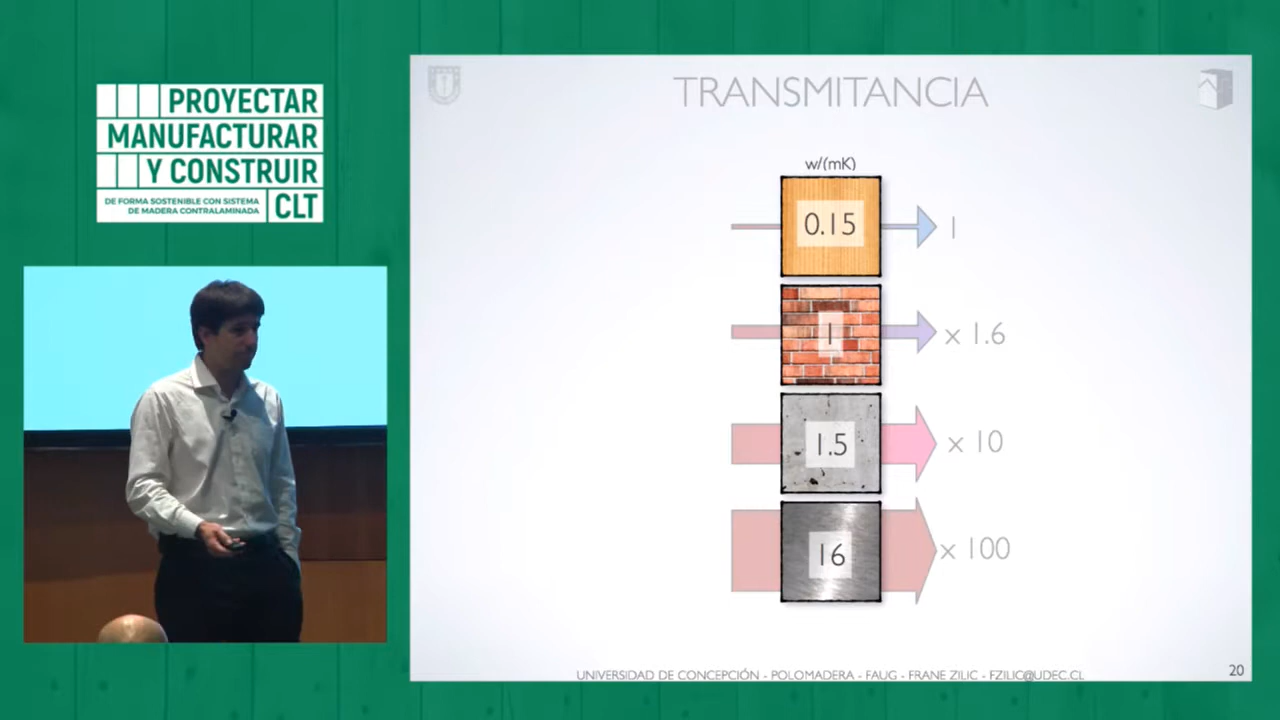 PROYECTAR
MANUFACTURAR
Y CONSTRUIR
DE FORMA SOSTENIBLE CON SISTEMA
DE MADERA CONTRALAMINADA
CLT
TRANSMITANCIA
w/(mK)
0.15
1
1
x 1.6
1.5
x 10
16
x 100
UNIVERSIDAD DE CONCEPCIÓN - POLOMADERA - FAUG - FRANE ZILIC - FZILIC@UDEC.CL
20